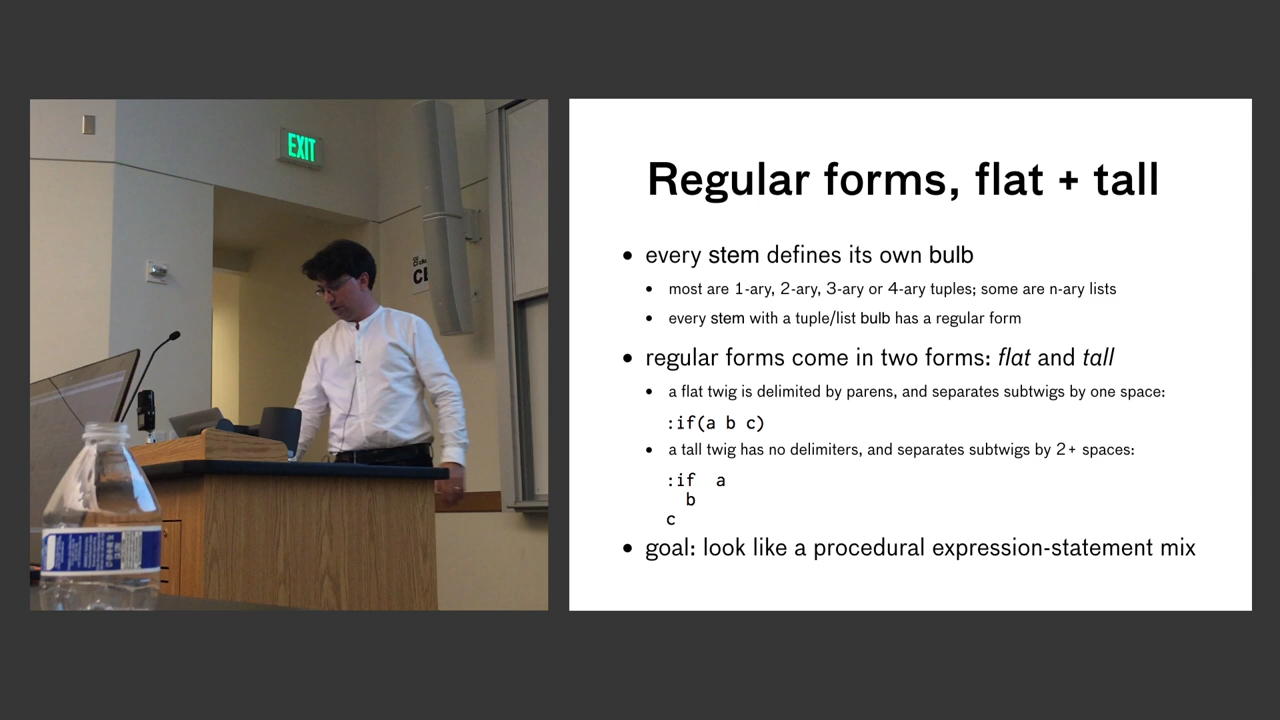 EXIT
Regular forms, flat + tall
• every stem defines its own bulb
• most are 1-ary, 2-ary, 3-ary or 4-ary tuples; some are n-ary lists
• every stem with a tuple/list bulb has a regular form
• regular forms come in two forms: flat and tall
• a flat twig is delimited by parens, and separates subtwigs by one space:
:if(a b c)
• a tall twig has no delimiters, and separates subtwigs by 2+ spaces:
:if  a
  b
c
• goal: look like a procedural expression-statement mix